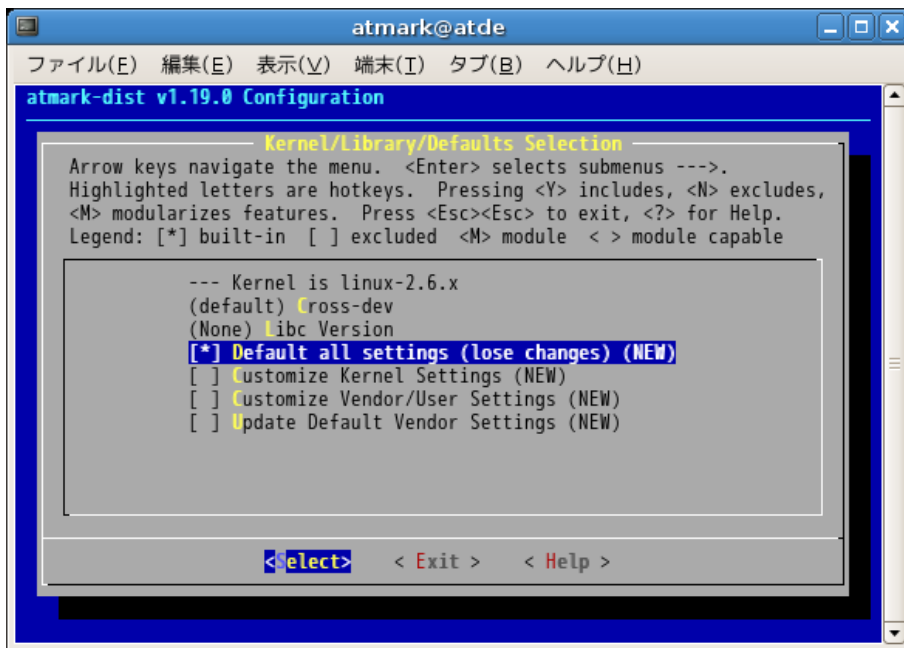 atmark@atde
ファイル(F) 編集(E) 表示(V) 端末(T) タブ(B) ヘルプ(H)
atmark-dist v1.19.0 Configuration
Kernel/Library/Defaults Selection
Arrow keys navigate the menu. <Enter> selects submenus --->.
Highlighted letters are hotkeys. Pressing <Y> includes, <N> excludes,
<M> modularizes features. Press <Esc><Esc> to exit, <?> for Help.
Legend: [*] built-in [ ] excluded <M> module < > module capable
--- Kernel is linux-2.6.x
(default) Cross-dev
(None) Libc Version
[*] Default all settings (lose changes) (NEW)
[ ] Customize Kernel Settings (NEW)
[ ] Customize Vendor/User Settings (NEW)
[ ] Update Default Vendor Settings (NEW)
<Select> < Exit > < Help >